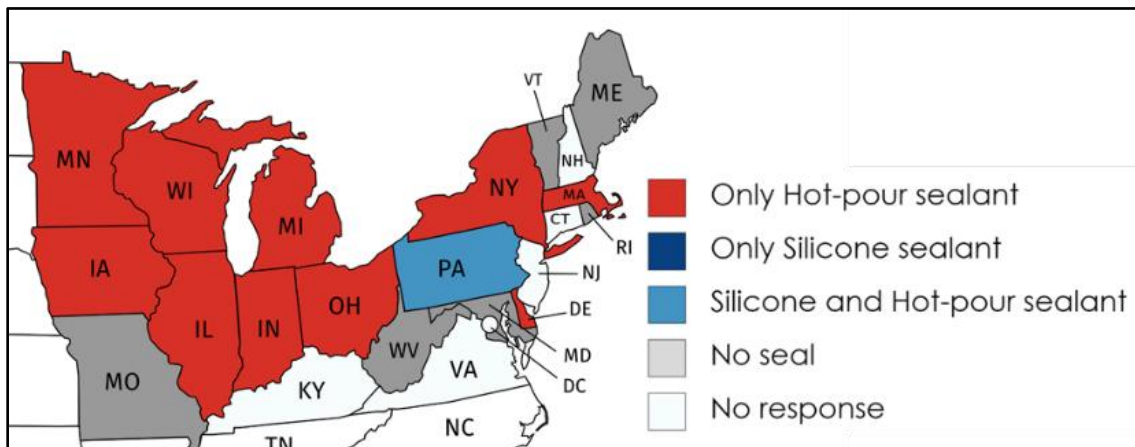 VT
ME
MN
NH
WI
NY
MA
MI
CT
RI
IA
PA
NJ
OH
IL
IN
DE
WV
MD
MO
VA
DC
KY
NC
TN
Only Hot-pour sealant
Only Silicone sealant
Silicone and Hot-pour sealant
No seal
No response